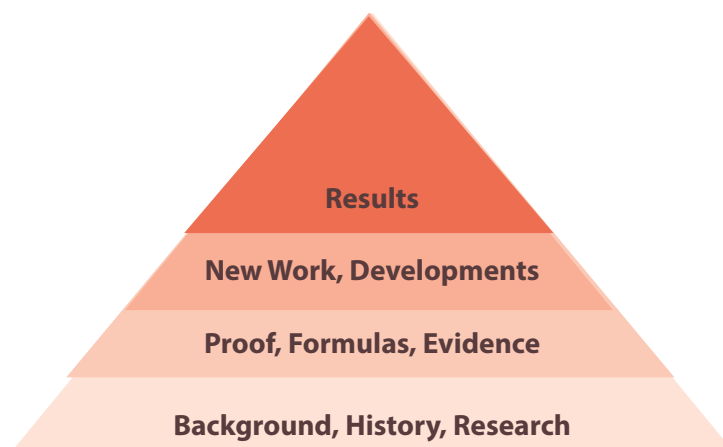 Results
New Work, Developments
Proof, Formulas, Evidence
Background, History, Research